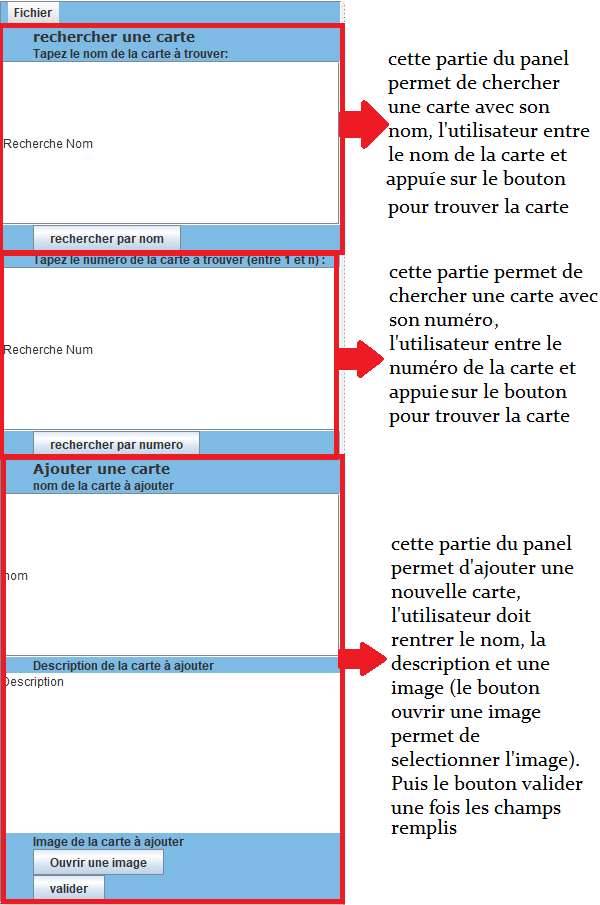 Fichier
rechercher une carte
Tapez le nom de la carte à trouver:
Recherche Nom
rechercher par nom
cette partie du panel
permet de chercher
une carte avec son
nom, l'utilisateur entre
le nom de la carte et
appuíe sur le bouton
pour trouver la carte
Tapez le numéro de la carte à trouver (entre 1 et n) :
Recherche Num
rechercher par numero
cette partie permet de
chercher une carte avec
son numéro,
l'utilisateur entre le
numéro de la carte et
appuie sur le bouton
pour trouver la carte
Ajouter une carte
nom de la carte à ajouter
nom
Description de la carte à ajouter
Description
Image de la carte à ajouter
Ouvrir une image
valider
cette partie du panel
permet d'ajouter une
nouvelle carte,
l'utilisateur doit
rentrer le nom, la
description et une
image (le bouton
ouvrir une image
permet de
selectionner l'image).
Puis le bouton valider
une fois les champs
remplis